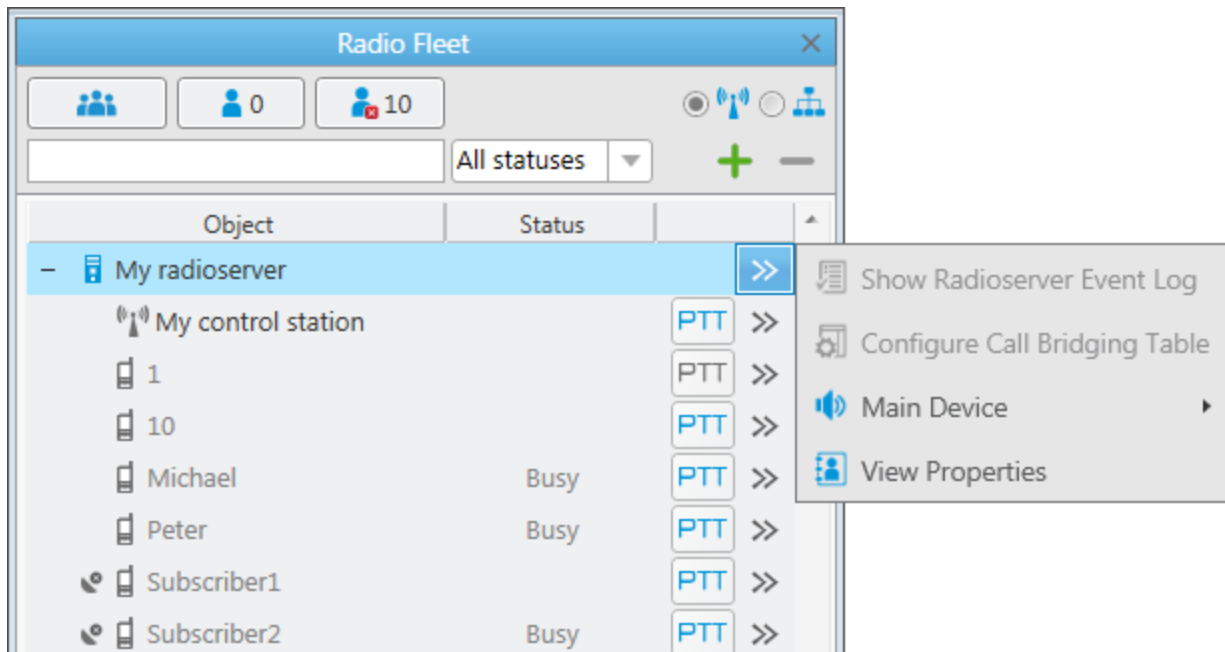 Radio Fleet
0 10
All statuses
Object Status
My radioserver
My control station PTT
1 PTT
10 PTT
Michael Busy PTT
Peter Busy PTT
Subscriber1 PTT
Subscriber2 Busy PTT
Show Radioserver Event Log
Configure Call Bridging Table
Main Device
View Properties